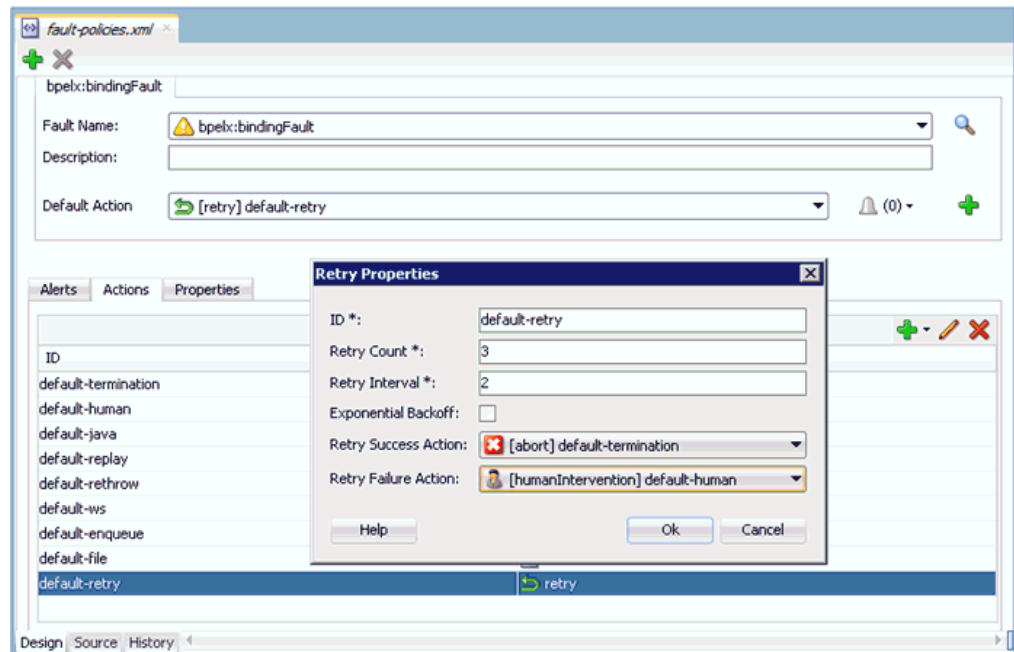 fault-policies.xml
bpelx:bindingFault
Fault Name: bpelx:bindingFault
Description:
Default Action [retry] default-retry (0)
Alerts Actions Properties
ID
default-termination
default-human
default-java
default-replay
default-rethrow
default-ws
default-enqueue
default-file
default-retry retry
Retry Properties
ID *: default-retry
Retry Count *: 3
Retry Interval *: 2
Exponential Backoff:
Retry Success Action: [abort] default-termination
Retry Failure Action: [humanIntervention] default-human
Help Ok Cancel
Design Source History